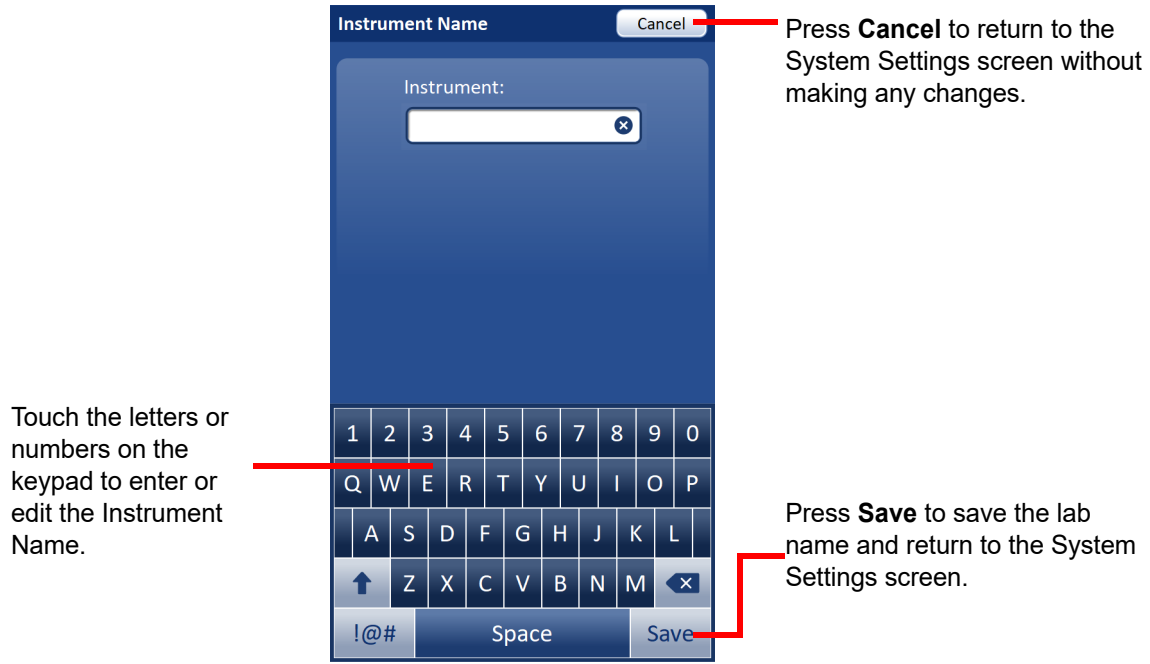 Instrument Name
Cancel
Press Cancel to return to the
System Settings screen without
making any changes.
Instrument:
Touch the letters or
numbers on the
keypad to enter or
edit the Instrument
Name.
1 2 3 4 5 6 7 8 9 0
Q W E R T Y U I O P
A S D F G H J K L
Z X C V B N M
!@# Space Save
Press Save to save the lab
name and return to the System
Settings screen.